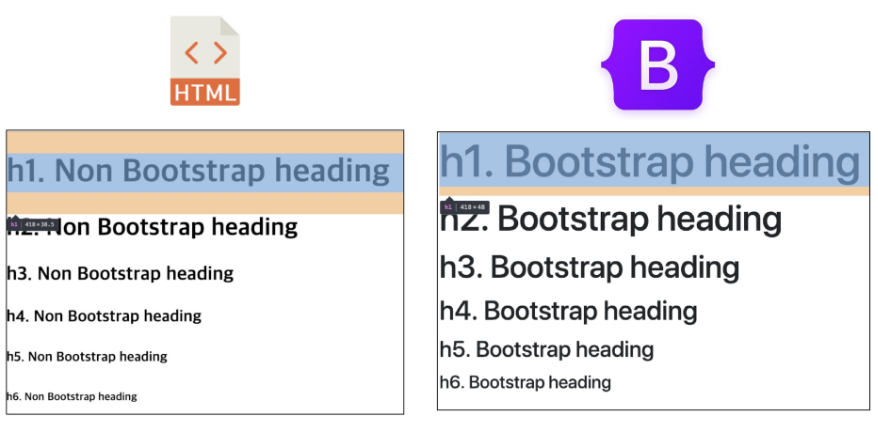 HTML
B
h1. Non Bootstrap heading
h1 418×38.5
h2. Non Bootstrap heading
h3. Non Bootstrap heading
h4. Non Bootstrap heading
h5. Non Bootstrap heading
h6. Non Bootstrap heading
h1. Bootstrap heading
h1 418×48
h2. Bootstrap heading
h3. Bootstrap heading
h4. Bootstrap heading
h5. Bootstrap heading
h6. Bootstrap heading